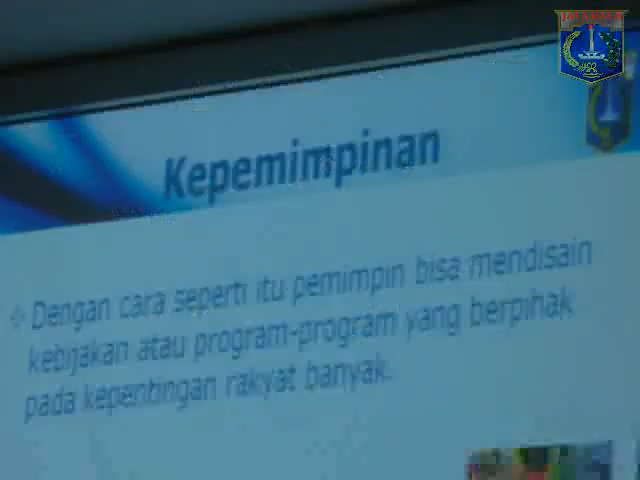 Kepemimpinan
Dengan cara seperti itu pemimpin bisa mendisain
kebijakan atau program-program yang berpihak
pada kepentingan rakyat banyak.